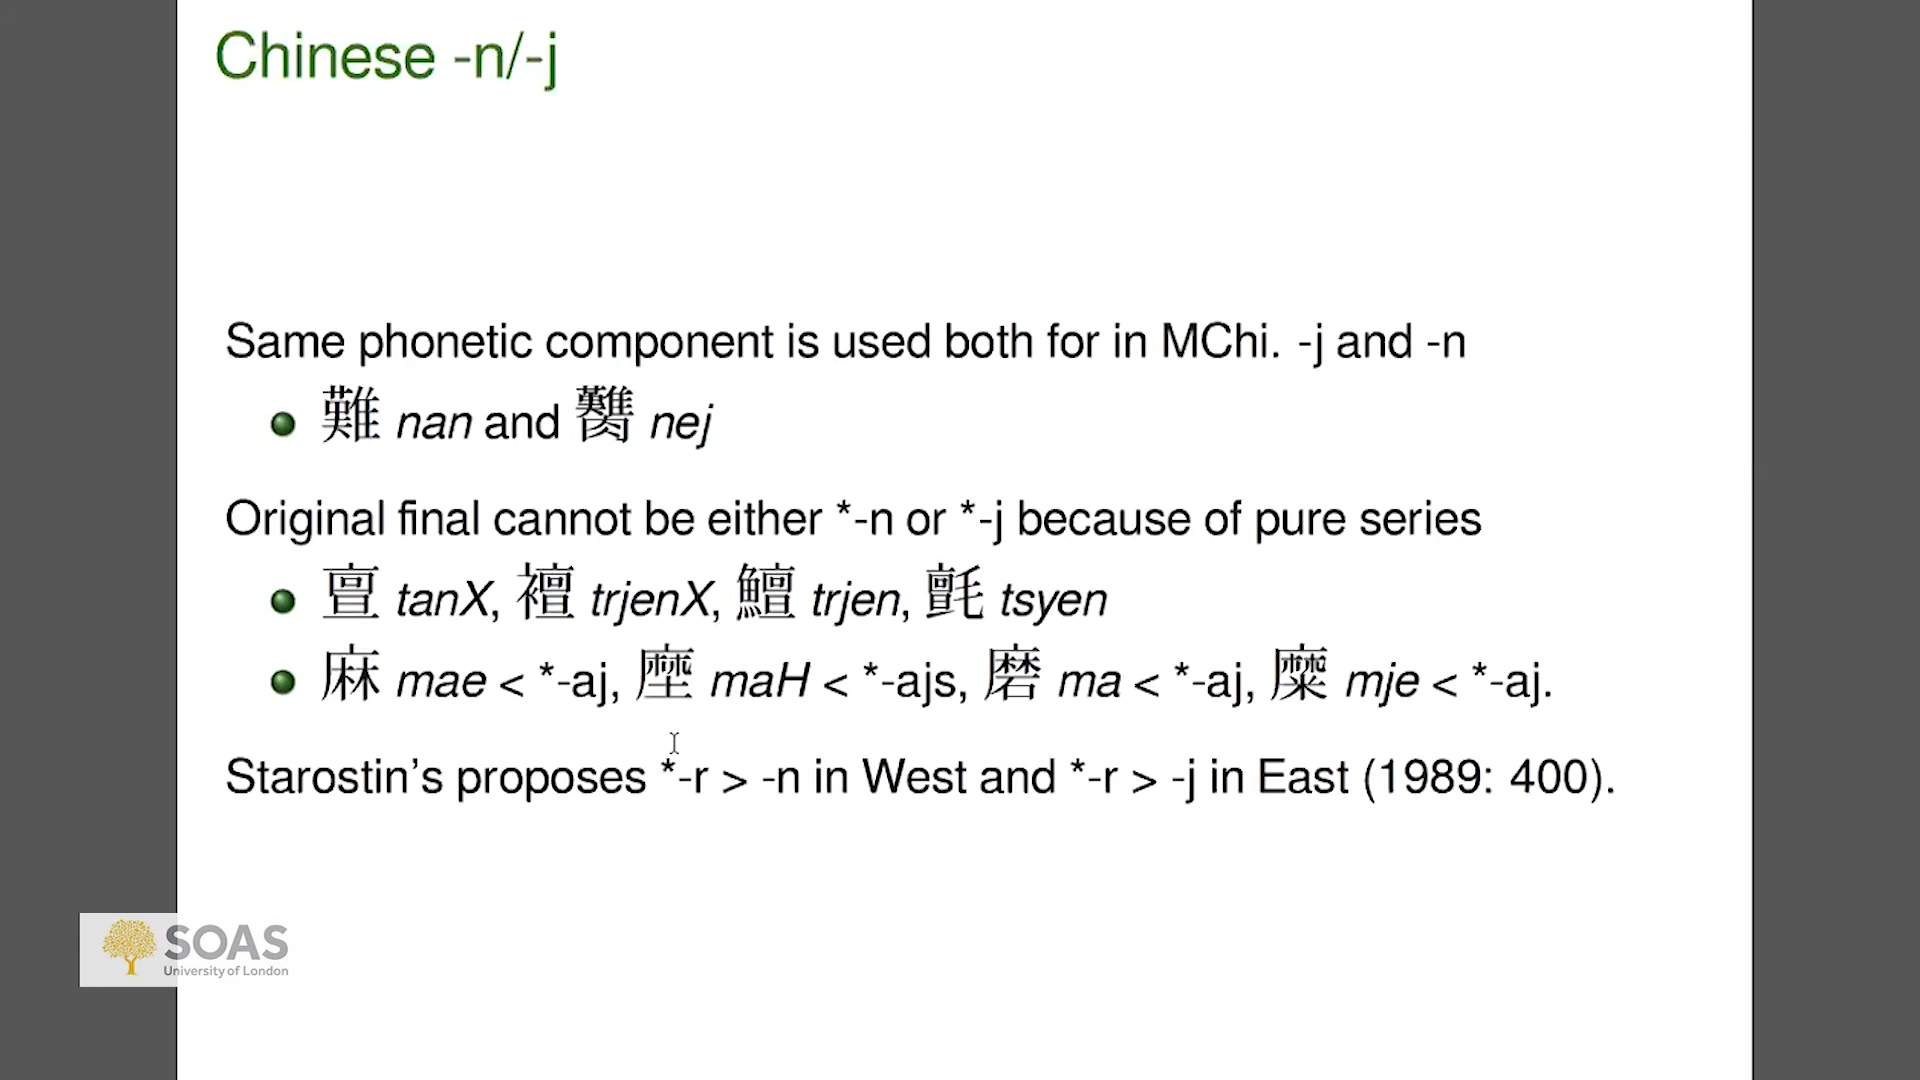 Chinese -n/-j
Same phonetic component is used both for in MChi. -j and -n
難 nan and 臡 nej
Original final cannot be either *-n or *-j because of pure series
亶 tanX, 襢 trjenX, 鱣 trjen, 氈 tsyen
麻 mae < *-aj, 塺 maH < *-ajs, 磨 ma < *-aj, 糜 mje < *-aj.
Starostin’s proposes *-r > -n in West and *-r > -j in East (1989: 400).
SOAS
University of London